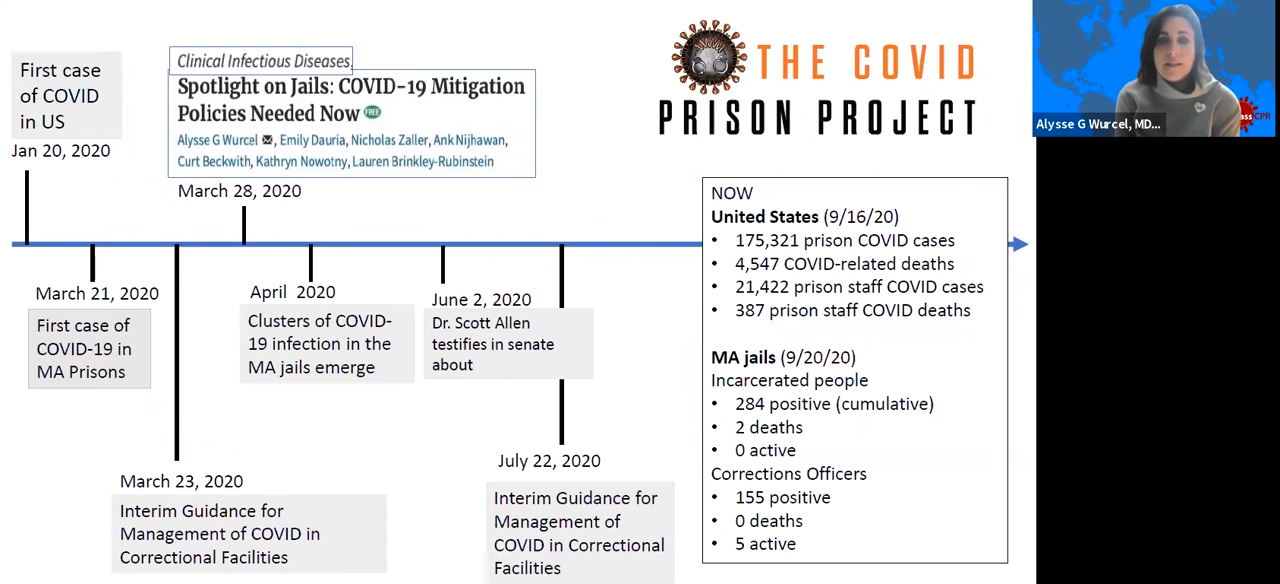 First case
of COVID
in US
Jan 20, 2020
Clinical Infectious Diseases,
Spotlight on Jails: COVID-19 Mitigation
Policies Needed Now FREE
Alysse G Wurcel, Emily Dauria, Nicholas Zaller, Ank Nijhawan,
Curt Beckwith, Kathryn Nowotny, Lauren Brinkley-Rubinstein
March 28, 2020
THE COVID
PRISON PROJECT
Alysse G Wurcel, MD...
ass CPR
March 21, 2020
First case of
COVID-19 in
MA Prisons
April 2020
Clusters of COVID-
19 infection in the
MA jails emerge
June 2, 2020
Dr. Scott Allen
testifies in senate
about
March 23, 2020
Interim Guidance for
Management of COVID in
Correctional Facilities
July 22, 2020
Interim Guidance for
Management of
COVID in Correctional
Facilities
NOW
United States (9/16/20)
• 175,321 prison COVID cases
• 4,547 COVID-related deaths
• 21,422 prison staff COVID cases
• 387 prison staff COVID deaths
MA jails (9/20/20)
Incarcerated people
• 284 positive (cumulative)
• 2 deaths
• 0 active
Corrections Officers
• 155 positive
• 0 deaths
• 5 active